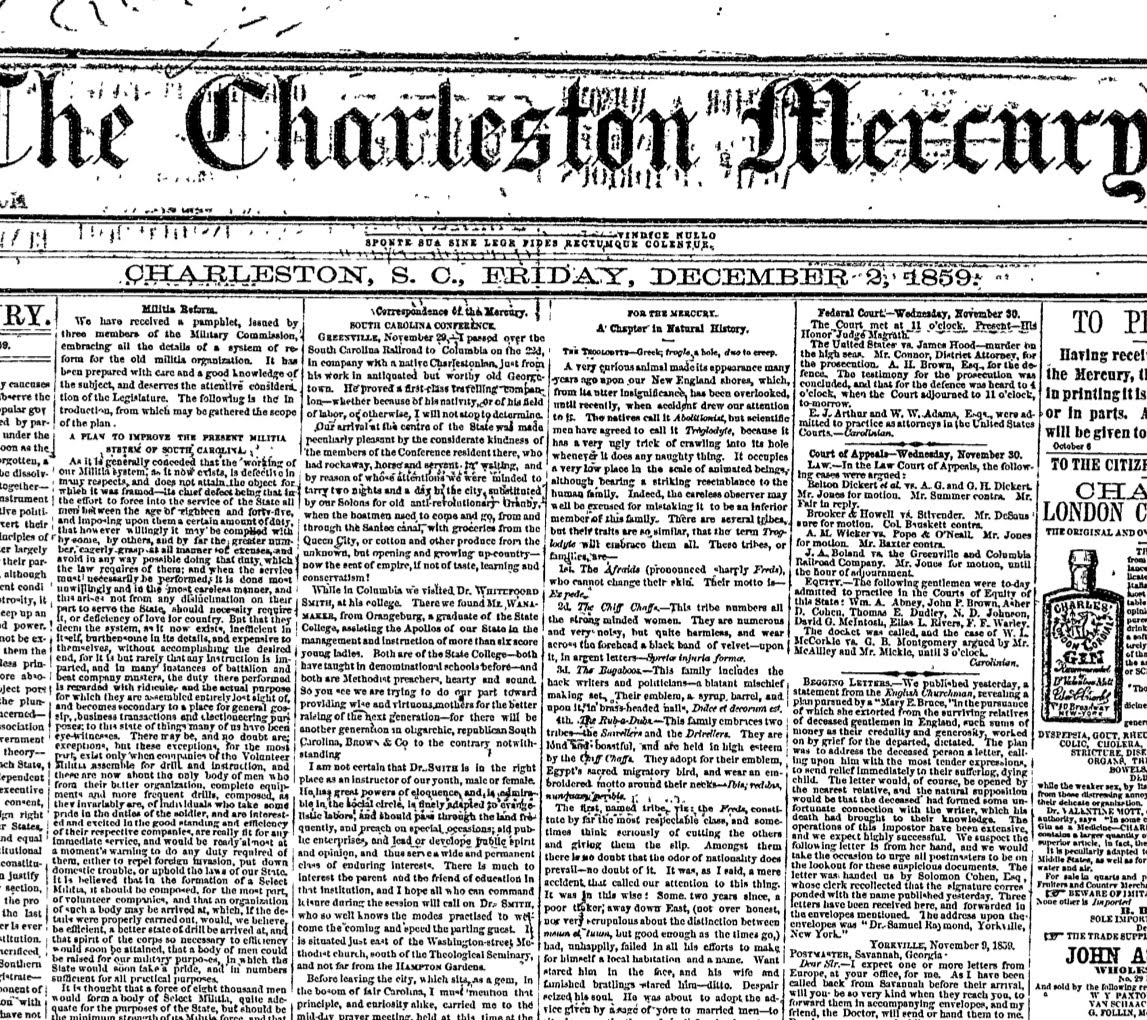 The Charleston Mercury
VINDICE NULLO
SPONTE SUA SINE LEGE FIDES RECTUMQUE COLENTUR.
CHARLESTON, S. C., FRIDAY, DECEMBER 2, 1859.
RY.
Militia Reform.
We have received a pamphlet, issued by
three members of the Military Commission,
embracing all the details of a system of re-
form for the old militia organization. It has
been prepared with care and a good knowledge of
the subject, and deserves the attentive considera-
tion of the Legislature. The following is the in
troduction, from which may be gathered the scope
of the plan.
A PLAN TO IMPROVE THE PRESENT MILITIA
SYSTEM OF SOUTH CAROLINA.
As it is generally conceded that the working of
our Militia system, as it now exists, is defective in
many respects, and does not attain the object for
which it was framed—its chief defect being that in
the effort to force into the service of the State all
men between the age of eighteen and forty-five,
and imposing upon them a certain amount of duty,
that however willingly it may be complied with
by some, by others, and by far the greater num-
ber, eagerly grasp at all manner of excuses, and
avoid in any way possible doing that duty, which
the law requires of them; and when the service
must necessarily be performed, it is done most
unwillingly and in the most careless manner, and
this arises not from any disinclination on their
part to serve the State, should necessity require
it, or deficiency of love for country. But that they
deem the system, as it now exists, inefficient in
itself, burthensome in its details, and expensive to
themselves, without accomplishing the desired
end, for it is but rarely that any instruction is im-
parted, and in many instances of battalion and
best company musters, the duty there performed
is regarded with ridicule, and the actual purpose
for which they are assembled entirely lost sight of,
and becomes secondary to a place for general gos-
sip, business transactions and electioneering pur
poses; to this state of things many of us have been
eye-witnesses. There may be, and no doubt are,
exceptions, but these exceptions, for the most
part, exist only when companies of the Volunteer
Militia assemble for drill and instruction, and
these are now about the only body of men who
from their better organization, complete equip-
ments and more frequent drills, composed, as
they invariably are, of individuals who take some
pride in the duties of the soldier, and are interest-
ed and excited in the good standing and efficiency
of their respective companies, are really fit for any
immediate service, and would be ready almost at
a moment's warning to do any duty required of
them, either to repel foreign invasion, put down
domestic trouble, or uphold the laws of our State.
It is believed that in the formation of a Select
Militia, it should be composed, for the most part,
of volunteer companies, and that an organization
of such a body may be arrived at, which, if the de-
tails were properly carried out, would, we believe,
be efficient, a better state of drill be arrived at, and
that spirit of the corps so necessary to efficiency
would soon be attained, that a body of men could
be raised for our military purposes, in which the
State would soon take a pride, and in numbers
sufficient for all practical purposes.
It is thought that a force of eight thousand men
would form a body of Select Militia, quite ade-
quate for the purposes of the State, but should be
Correspondence of the Mercury.
SOUTH CAROLINA CONFERENCE.
GREENVILLE, November 29.—I passed over the
South Carolina Railroad to Columbia on the 22d,
in company with a native Charlestonian, just from
his work in antiquated but worthy old George-
town. He proved a first-class travelling compan-
ion—whether because of his nativity, or of his field
of labor, or otherwise, I will not stop to determine.
Our arrival at the centre of the State was made
peculiarly pleasant by the considerate kindness of
the members of the Conference resident there, who
had rockaway, horse and servant in waiting, and
by reason of whose attentions we were minded to
tarry two nights and a day in the city, substituted
by our Solons for old anti-revolutionary Granby,
when the boatmen used to come and go, from and
through the Santee canal, with groceries from the
Queen City, or cotton and other produce from the
unknown, but opening and growing up-country—
now the seat of empire, if not of taste, learning and
conservatism!
While in Columbia we visited Dr. WHITEFOORD
SMITH, at his college. There we found Mr. WANA-
MAKER, from Orangeburg, a graduate of the State
College, assisting the Apollos of our State in the
management and instruction of more than six score
young ladies. Both are of the State College—both
have taught in denominational schools before—and
both are Methodist preachers, hearty and sound.
So you see we are trying to do our part toward
providing wise and virtuous mothers for the better
raising of the next generation—for there will be
another generation in oligarchic, republican South
Carolina, BROWN & Co to the contrary notwith-
standing.
I am not certain that Dr. SMITH is in the right
place as an instructor of our youth, male or female.
He has great powers of eloquence, and is admira-
ble in the social circle, is finely adapted to evange-
listic labors, and should pass through the land fre-
quently, and preach on special occasions; aid pub-
lic enterprises, and lead or develope public spirit
and opinion, and thus serve a wide and permanent
class of enduring interests. There is much to
interest the parent and the friend of education in
that institution, and I hope all who can command
leisure during the session will call on Dr. SMITH,
who so well knows the modes practised to wel-
come the coming and speed the parting guest. It
is situated just east of the Washington-street Me-
thodist church, south of the Theological Seminary,
and not far from the HAMPTON Gardens.
Before leaving the city, which sits, as a gem, in
the bosom of fair Carolina, I must mention that
principle, and curiosity alike, carried me to the
mid-day prayer meeting, held at this time at the
FOR THE MERCURY.
A Chapter in Natural History.
THE TROGLODYTE—Greek; trogle, a hole, duo to creep.
A very curious animal made its appearance many
years ago upon our New England shores, which,
from its utter insignificance, has been overlooked,
until recently, when accident drew our attention
to it. The natives call it Abolitionist, but scientific
men have agreed to call it Troglodyte, because it
has a very ugly trick of crawling into its hole
whenever it does any naughty thing. It occupies
a very low place in the scale of animated beings,
although bearing a striking resemblance to the
human family. Indeed, the careless observer may
well be excused for mistaking it to be an inferior
member of this family. There are several tribes,
but their traits are so similar, that the term Trog-
lodyte will embrace them all. These tribes, or
families, are—
1st. The Afraids (pronounced sharply Freds),
who cannot change their skin. Their motto is—
Ex pede.
2d. The Chiff Chaffs.—This tribe numbers all
the strong minded women. They are numerous
and very noisy, but quite harmless, and wear
across the forehead a black band of velvet—upon
it, in argent letters—Spretæ injuria formæ.
3d. The Bugaboos.—This family includes the
hack writers and politicians—a blatant mischief
making set. Their emblem, a syrup barrel, and
upon it, in brass-headed nails, Dulce et decorum est.
4th. The Rub-a-Dubs.—This family embraces two
tribes—the Snivellers and the Drivellers. They are
loud and boastful, and are held in high esteem
by the Chiff Chaffs. They adopt for their emblem,
Egypt's sacred migratory bird, and wear an em-
broidered motto around their necks—Ibis, redibis,
The first named tribe, viz: the Freds, consti-
tute by far the most respectable class, and some-
times think seriously of cutting the others
and giving them the slip. Amongst them
there is no doubt that the odor of nationality does
prevail—no doubt of it. It was, as I said, a mere
accident that called our attention to this thing.
It was in this wise: Some two years since, a
poor tinker, way down East, (not over honest,
nor very scrupulous about the distinction between
meum et tuum, but good enough as the times go,)
had, unhappily, failed in all his efforts to make
for himself a local habitation and a name. Want
stared him in the face, and his wife and
famished bratlings stared him—ditto. Despair
seized his soul. He was about to adopt the ad-
vice given by a sage of yore to married men—to
Federal Court—Wednesday, November 30.
The Court met at 11 o'clock. Present—His
Honor Judge Magrath.
The United States vs. James Hood—murder on
the high seas. Mr. Connor, District Attorney, for
the prosecution. A. H. Brown, Esq., for the de-
fence. The testimony for the prosecution was
concluded, and that for the defence was heard to 4
o'clock, when the Court adjourned to 11 o'clock,
to-morrow.
E. J. Arthur and W. W. Adams, Esqs., were ad-
mitted to practice as attorneys in the United States
Courts.—Carolinian.
Court of Appeals—Wednesday, November 30.
LAW.—In the Law Court of Appeals, the follow-
ing cases were argued:
Belton Dickert et al. vs. A. G. and G. H. Dickert.
Mr. Jones for motion. Mr. Summer contra. Mr.
Fair in reply.
Brooker & Howell vs. Stivender. Mr. DeSaus
sure for motion. Col. Bauskett contra.
A. M. Wicker vs. Pope & O'Neall. Mr. Jones
for motion. Mr. Baxter contra.
J. A. Boland vs. the Greenville and Columbia
Railroad Company. Mr. Jones for motion, until
the hour of adjournment.
EQUITY.—The following gentlemen were to-day
admitted to practice in the Courts of Equity of
this State: Wm. A. Abney, John P. Brown, Asher
D. Cohen, Thomas E. Dudley, N. D. Johnson,
David G. McIntosh, Elias L. Rivers, F. F. Warley.
The docket was called, and the case of W. L.
McCorkle vs. G. B. Montgomery argued by Mr.
McAliley and Mr. Mickle, until 3 o'clock.
Carolinian.
BEGGING LETTERS.—We published yesterday, a
statement from the English Churchman, revealing a
plan pursued by a "Mary E. Bruce," in the pursuance
of which she exerted from the surviving relatives
of deceased gentlemen in England, such sums of
money as their credulity and generosity, worked
on by grief for the departed, dictated. The plan
was to address the deceased person a letter, call-
ing upon him with the most tender expressions,
to send relief immediately to their suffering, dying
child. The letter would, of course, be opened by
the nearest relative, and the natural supposition
would be that the deceased had formed some un-
fortunate connection with the writer, which his
death had brought to their knowledge. The
operations of this impostor have been extensive,
and we expect highly successful. We suspect the
following letter is from her hand, and we would
take the occasion to urge all postmasters to be on
the lookout for these suspicious documents. The
letter was handed us by Solomon Cohen, Esq.,
whose clerk recollected that the signature corres-
ponded with the name published yesterday. Three
letters have been received here, and forwarded in
the envelopes mentioned. The address upon the
envelopes was "Dr. Samuel Raymond, Yorkville,
New York."
YORKVILLE, November 9, 1859.
POSTMASTER, Savannah, Georgia
Dear Sir—I expect one or more letters from
Europe, at your office, for me. As I have been
called back from Savannah before their arrival,
will you be so very kind when they reach you, to
forward them in accompanying envelopes, and my
friend, the Doctor, will send or hand them to me.
TO P
Having recei
the Mercury, t
in printing it is
or in parts. A
will be given to
October 6
TO THE CITIZE
CHA
LONDON C
THE ORIGINAL AND O
CHARLES'
LONDON
GIN
DYSPEPSIA, GOUT, RHEU
COLIC, CHOLERA,
STRICTURE, DIS
ORGANS, TH
BOWELS
while the weaker sex, by its
from those distressing anno
their delicate organization.
Dr. VALENTINE MOTT,
authority, says
Gin as a Medicine—CHA
contains a larger quantity
superior article, in fact, the
It is peculiarly adapted to
Middle States, as well as for
water and air.
For sale in quarts and p
Fruiters and Country Merch
BEWARE OF IMIT
None other is Imported
SOLE IMPOR
THE TRADE SUPP
JOHN A
WHOLE
No. 29
And sold by the following
W Y PAXTO
VAN SCHAAC
G. FOLLIN,